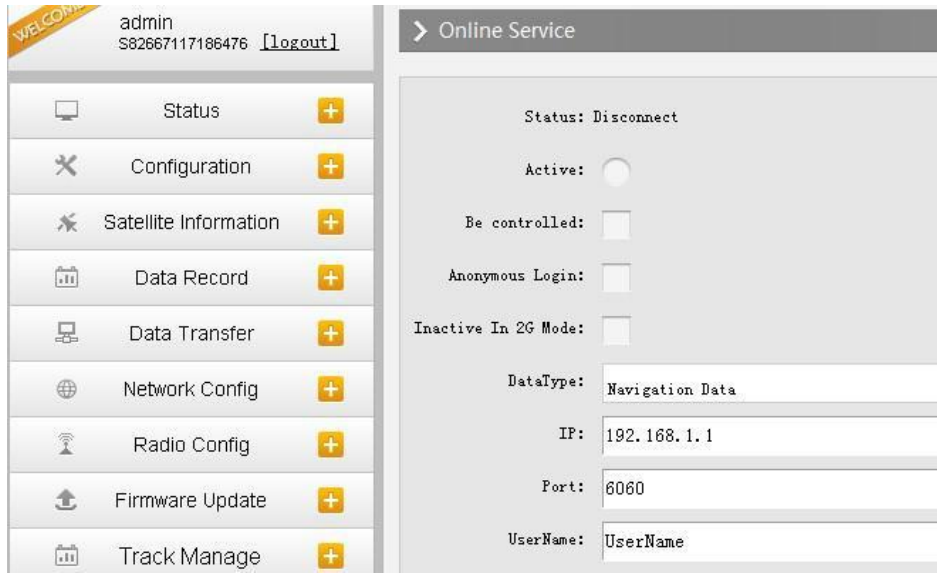 WELCOME
admin
S82667117186476 [logout]
Status
Configuration
Satellite Information
Data Record
Data Transfer
Network Config
Radio Config
Firmware Update
Track Manage
Online Service
Status: Disconnect
Active:
Be controlled:
Anonymous Login:
Inactive In 2G Mode:
DataType: Navigation Data
IP: 192.168.1.1
Port: 6060
UserName: UserName